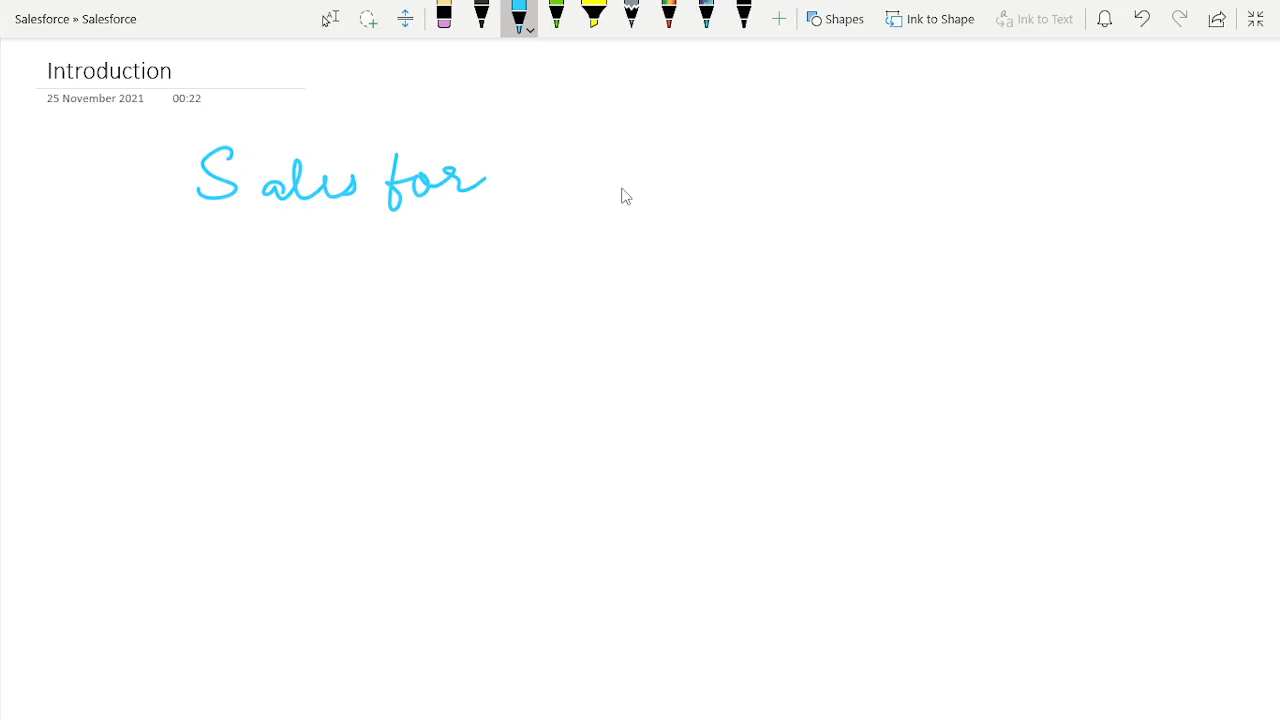 Salesforce » Salesforce
Shapes Ink to Shape Ink to Text
Introduction
25 November 2021 00:22
Sales for